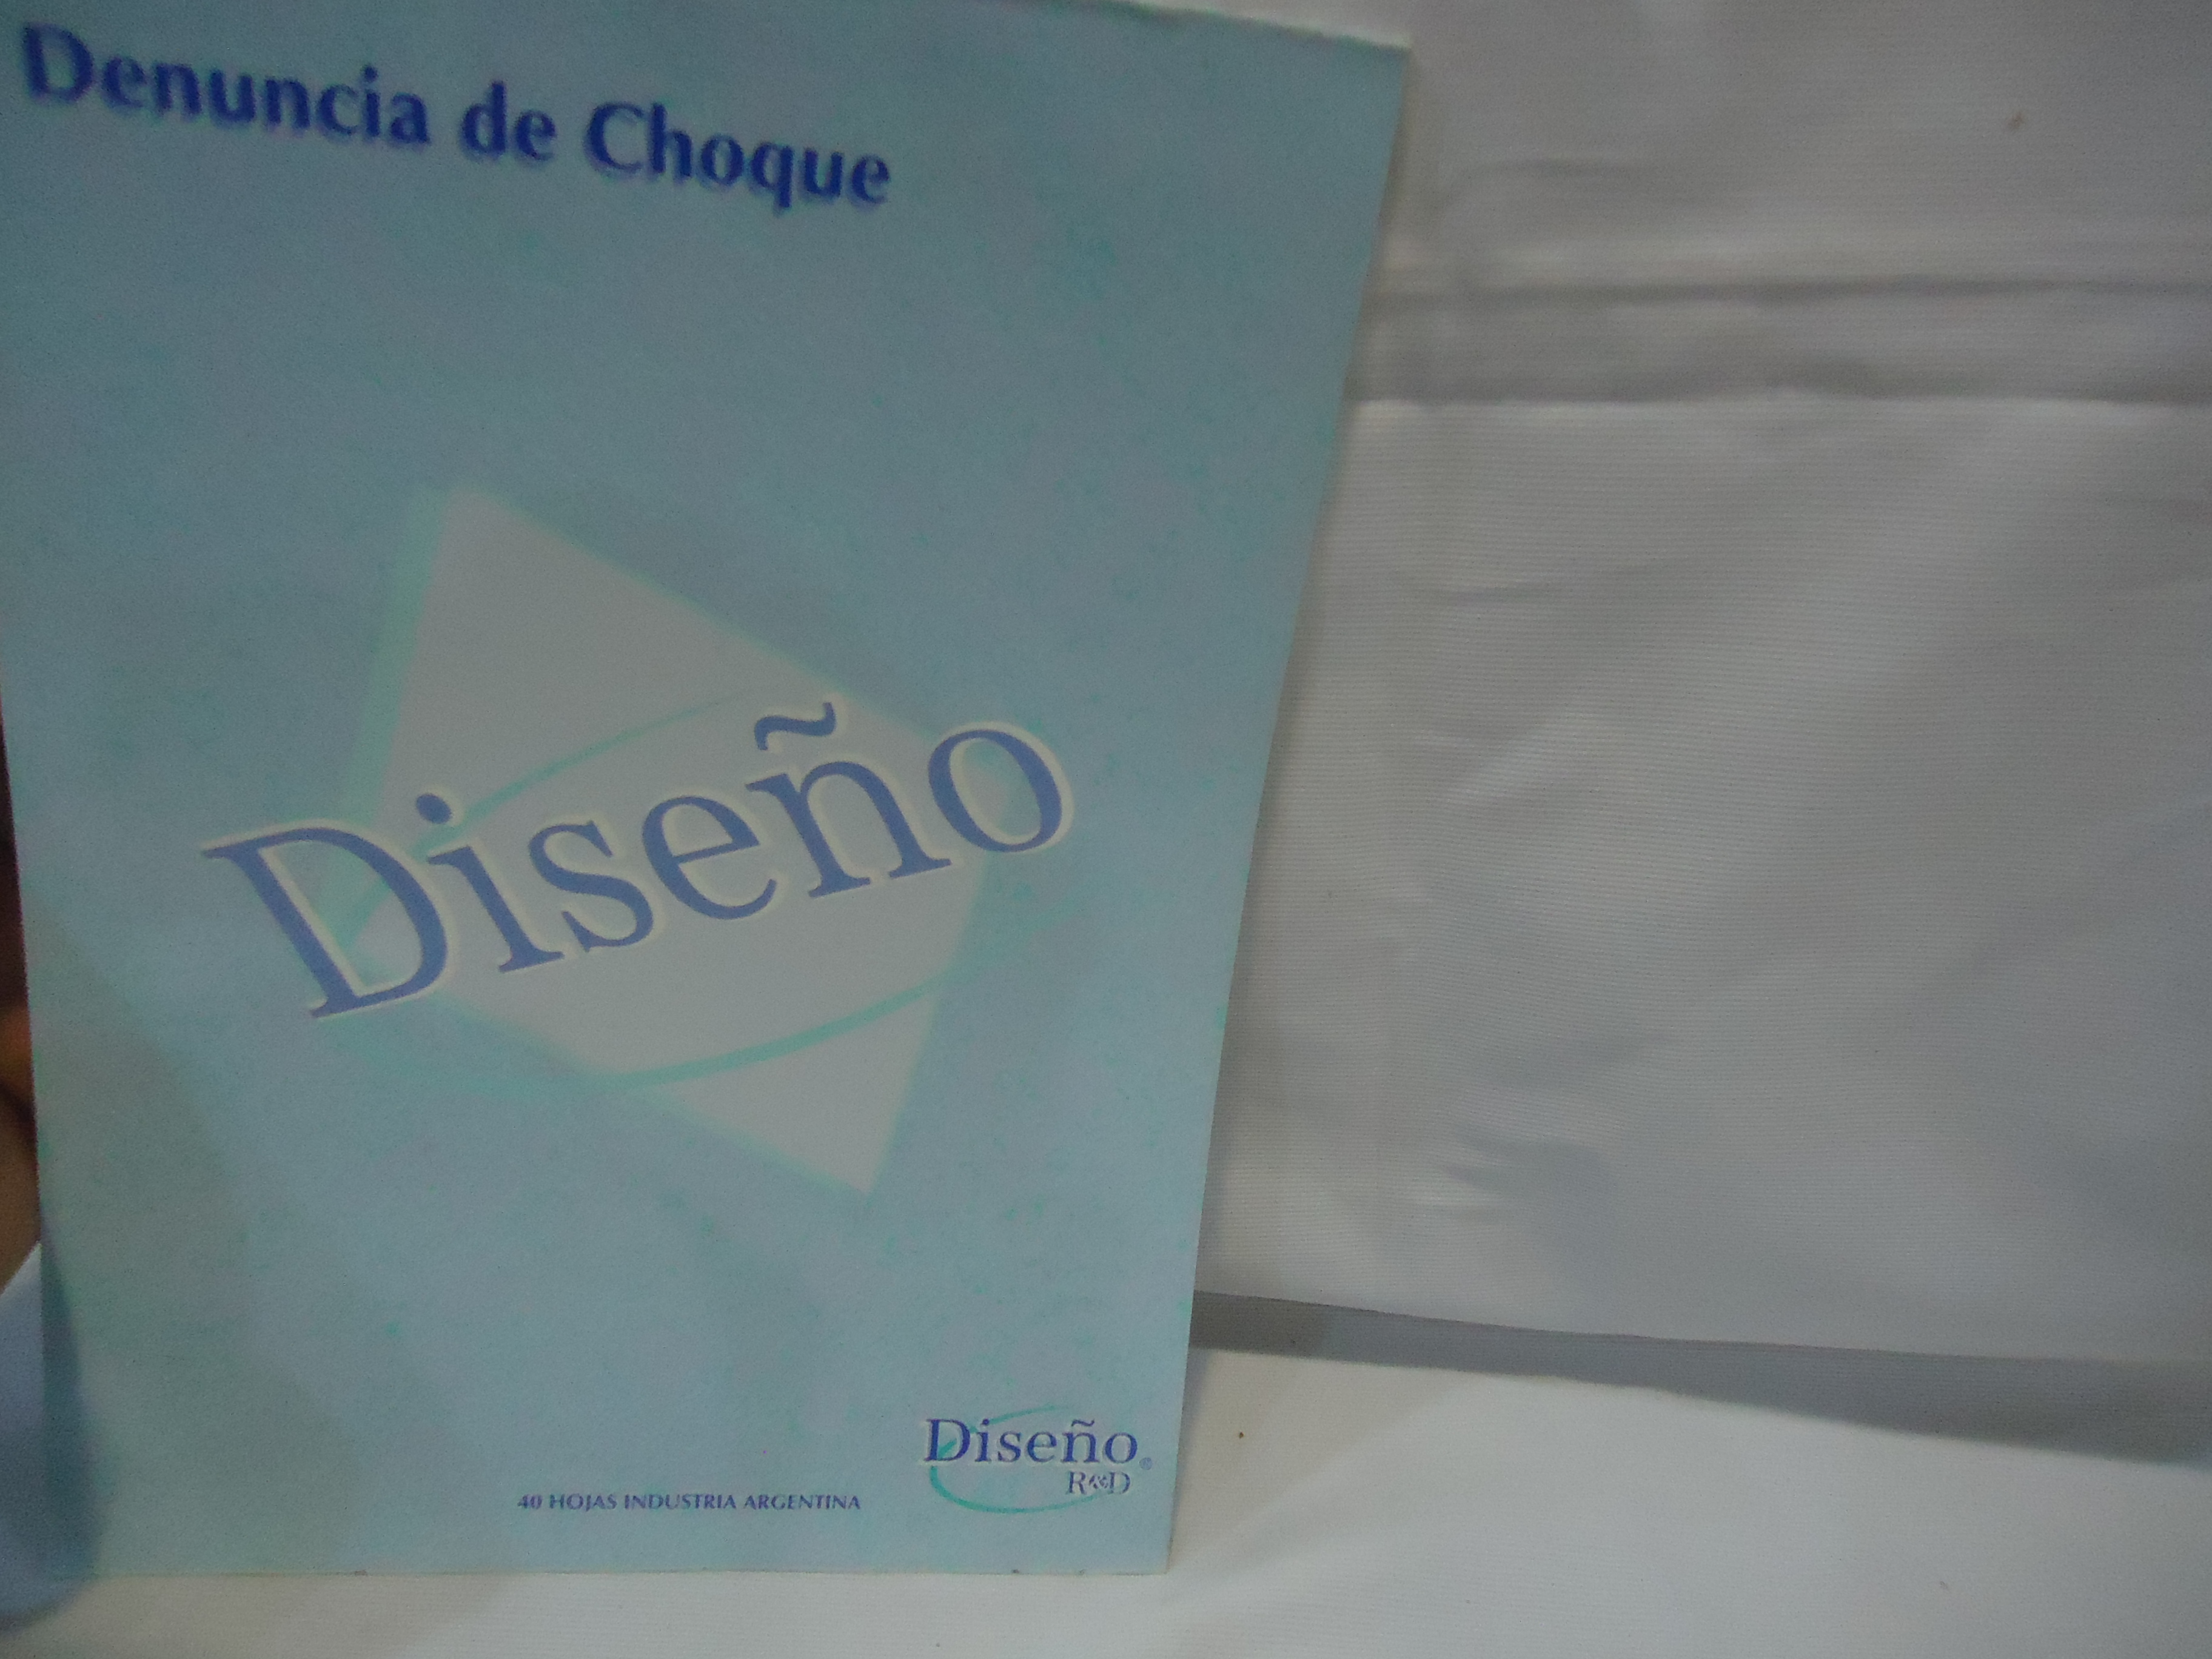 Denuncia de Choque
Diseño
Diseño®
R&D
40 HOJAS INDUSTRIA ARGENTINA